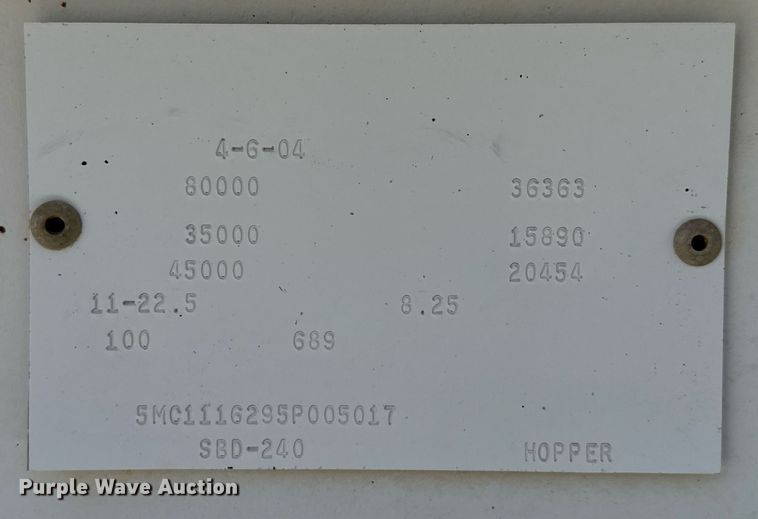 4-6-04
80000 36363
35000 15890
45000 20454
11-22.5 8.25
100 689
5MC111G295P005017
SBD-240 HOPPER
Purple Wave Auction